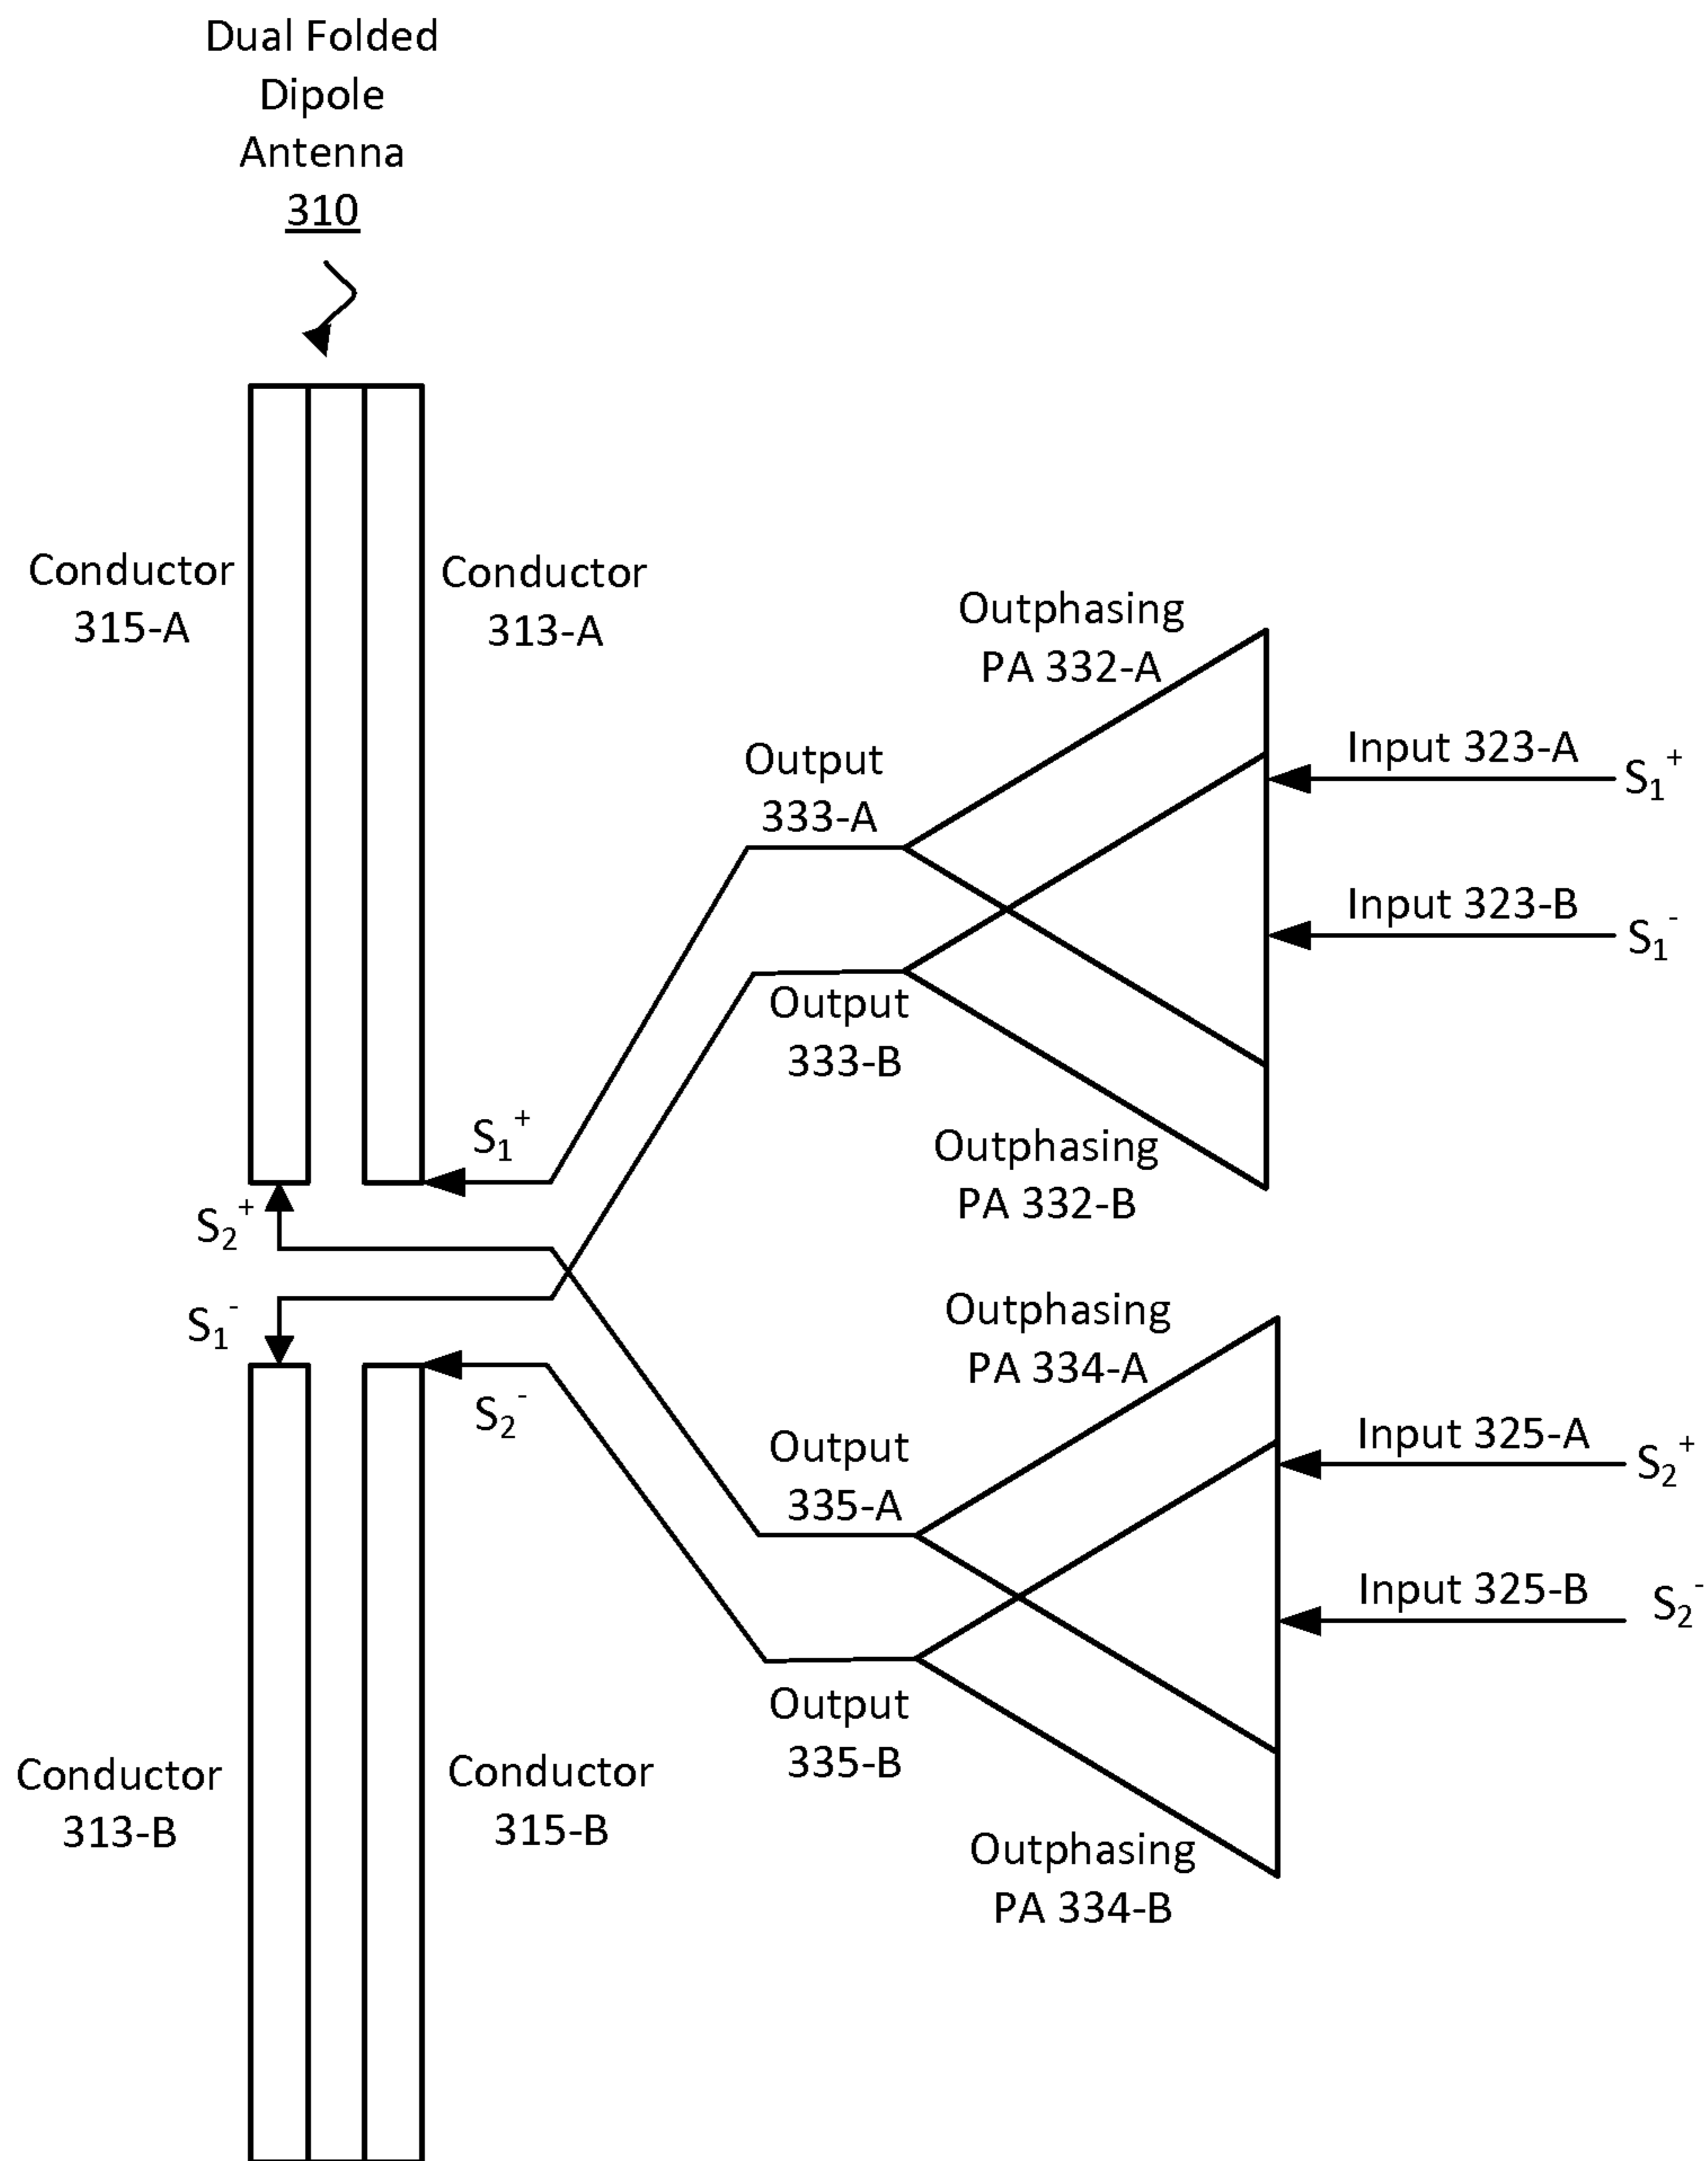 Dual Folded
Dipole
Antenna
310
Conductor
315-A
Conductor
313-A
Outphasing
PA 332-A
Output
333-A
Input 323-A
S1+
Input 323-B
S1-
Output
333-B
Outphasing
PA 332-B
S1+
S2+
S1-
S2-
Outphasing
PA 334-A
Output
335-A
Input 325-A
S2+
Input 325-B
S2-
Output
335-B
Outphasing
PA 334-B
Conductor
313-B
Conductor
315-B